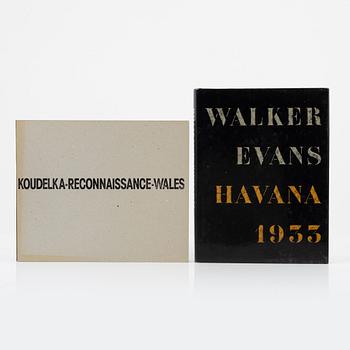 KOUDELKA-RECONNAISSANCE-WALES
WALKER
EVANS
HAVANA
1933